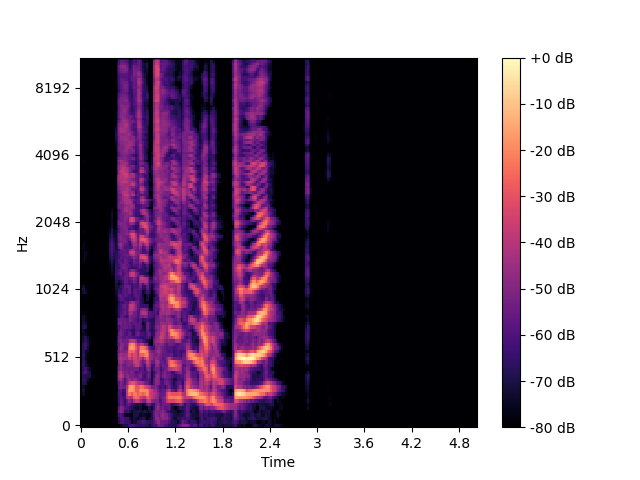 8192
4096
2048
1024
512
0
Hz
0 0.6 1.2 1.8 2.4 3 3.6 4.2 4.8
Time
+0 dB
-10 dB
-20 dB
-30 dB
-40 dB
-50 dB
-60 dB
-70 dB
-80 dB